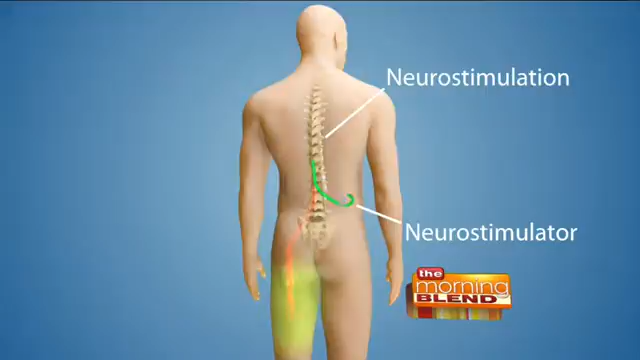 Neurostimulation
Neurostimulator
the
morning
BLEND